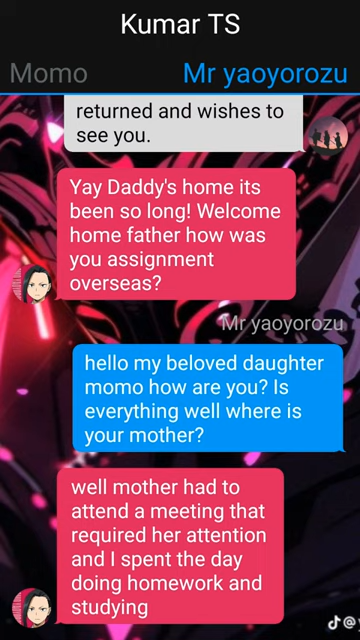 Kumar TS
Momo
Mr yaoyorozu
returned and wishes to
see you.
Yay Daddy's home its
been so long! Welcome
home father how was
you assignment
overseas?
Mr yaoyorozu
hello my beloved daughter
momo how are you? Is
everything well where is
your mother?
well mother had to
attend a meeting that
required her attention
and I spent the day
doing homework and
studying
@